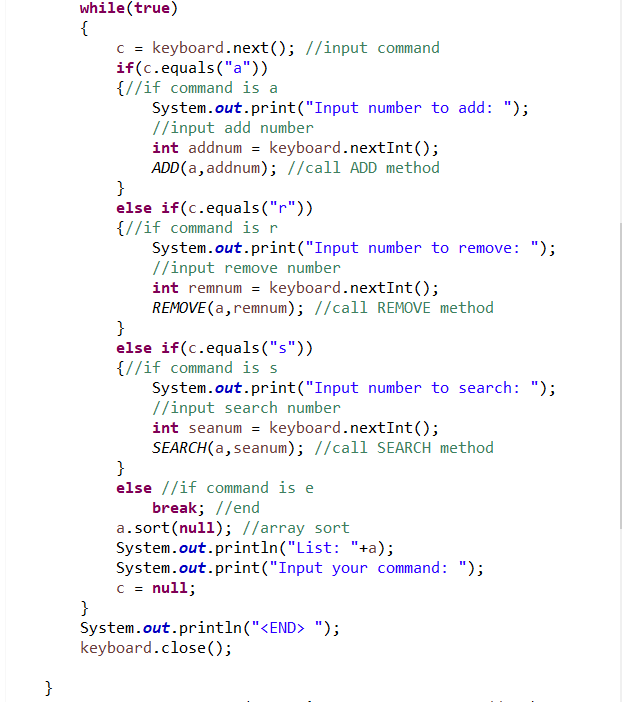 while(true)
{
c = keyboard.next(); //input command
if(c.equals("a"))
{//if command is a
System.out.print("Input number to add: ");
//input add number
int addnum = keyboard.nextInt();
ADD(a,addnum); //call ADD method
}
else if(c.equals("r"))
{//if command is r
System.out.print("Input number to remove: ");
//input remove number
int remnum = keyboard.nextInt();
REMOVE(a,remnum); //call REMOVE method
}
else if(c.equals("s"))
{//if command is s
System.out.print("Input number to search: ");
//input search number
int seanum = keyboard.nextInt();
SEARCH(a,seanum); //call SEARCH method
}
else //if command is e
break; //end
a.sort(null); //array sort
System.out.println("List: "+a);
System.out.print("Input your command: ");
c = null;
}
System.out.println("<END> ");
keyboard.close();
}